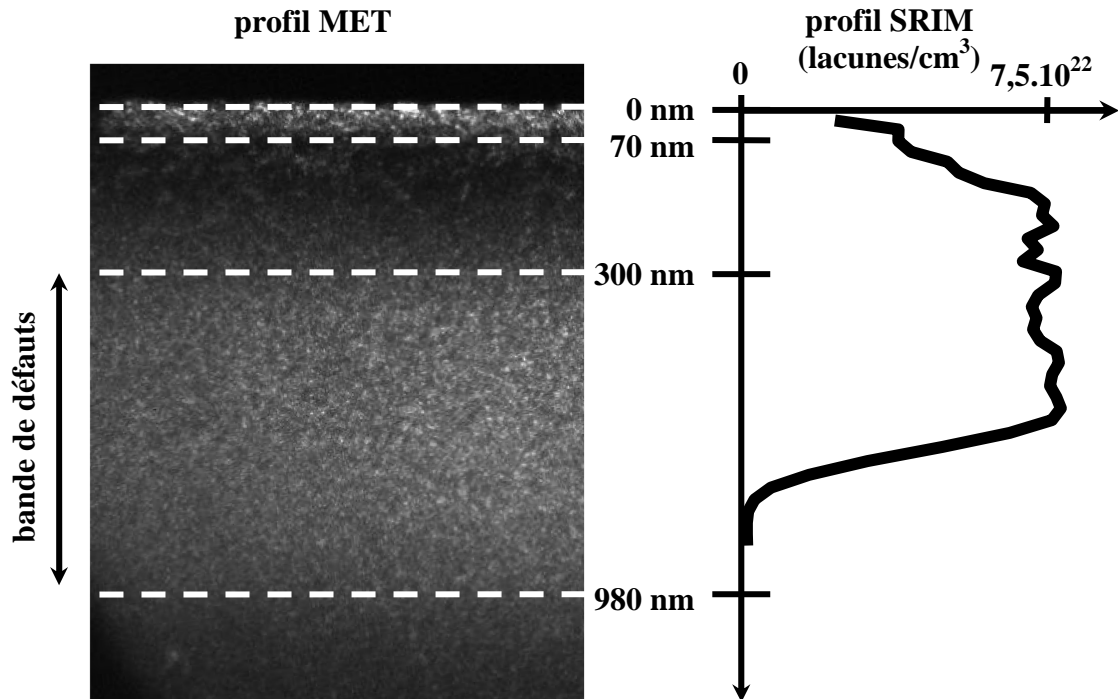 profil MET
profil SRIM
(lacunes/cm³)
0
7,5.10²²
0 nm
70 nm
300 nm
980 nm
bande de défauts